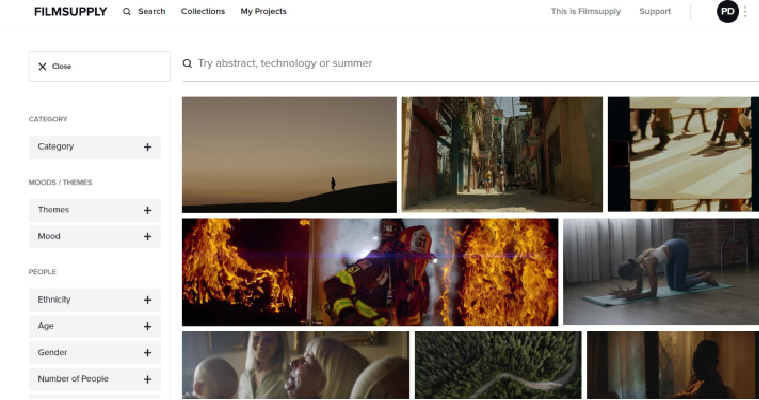 FILMSUPPLY Search Collections My Projects This is Filmsupply Support PD
Close
Try abstract, technology or summer
CATEGORY
Category
MOODS / THEMES
Themes
Mood
PEOPLE
Ethnicity
Age
Gender
Number of People